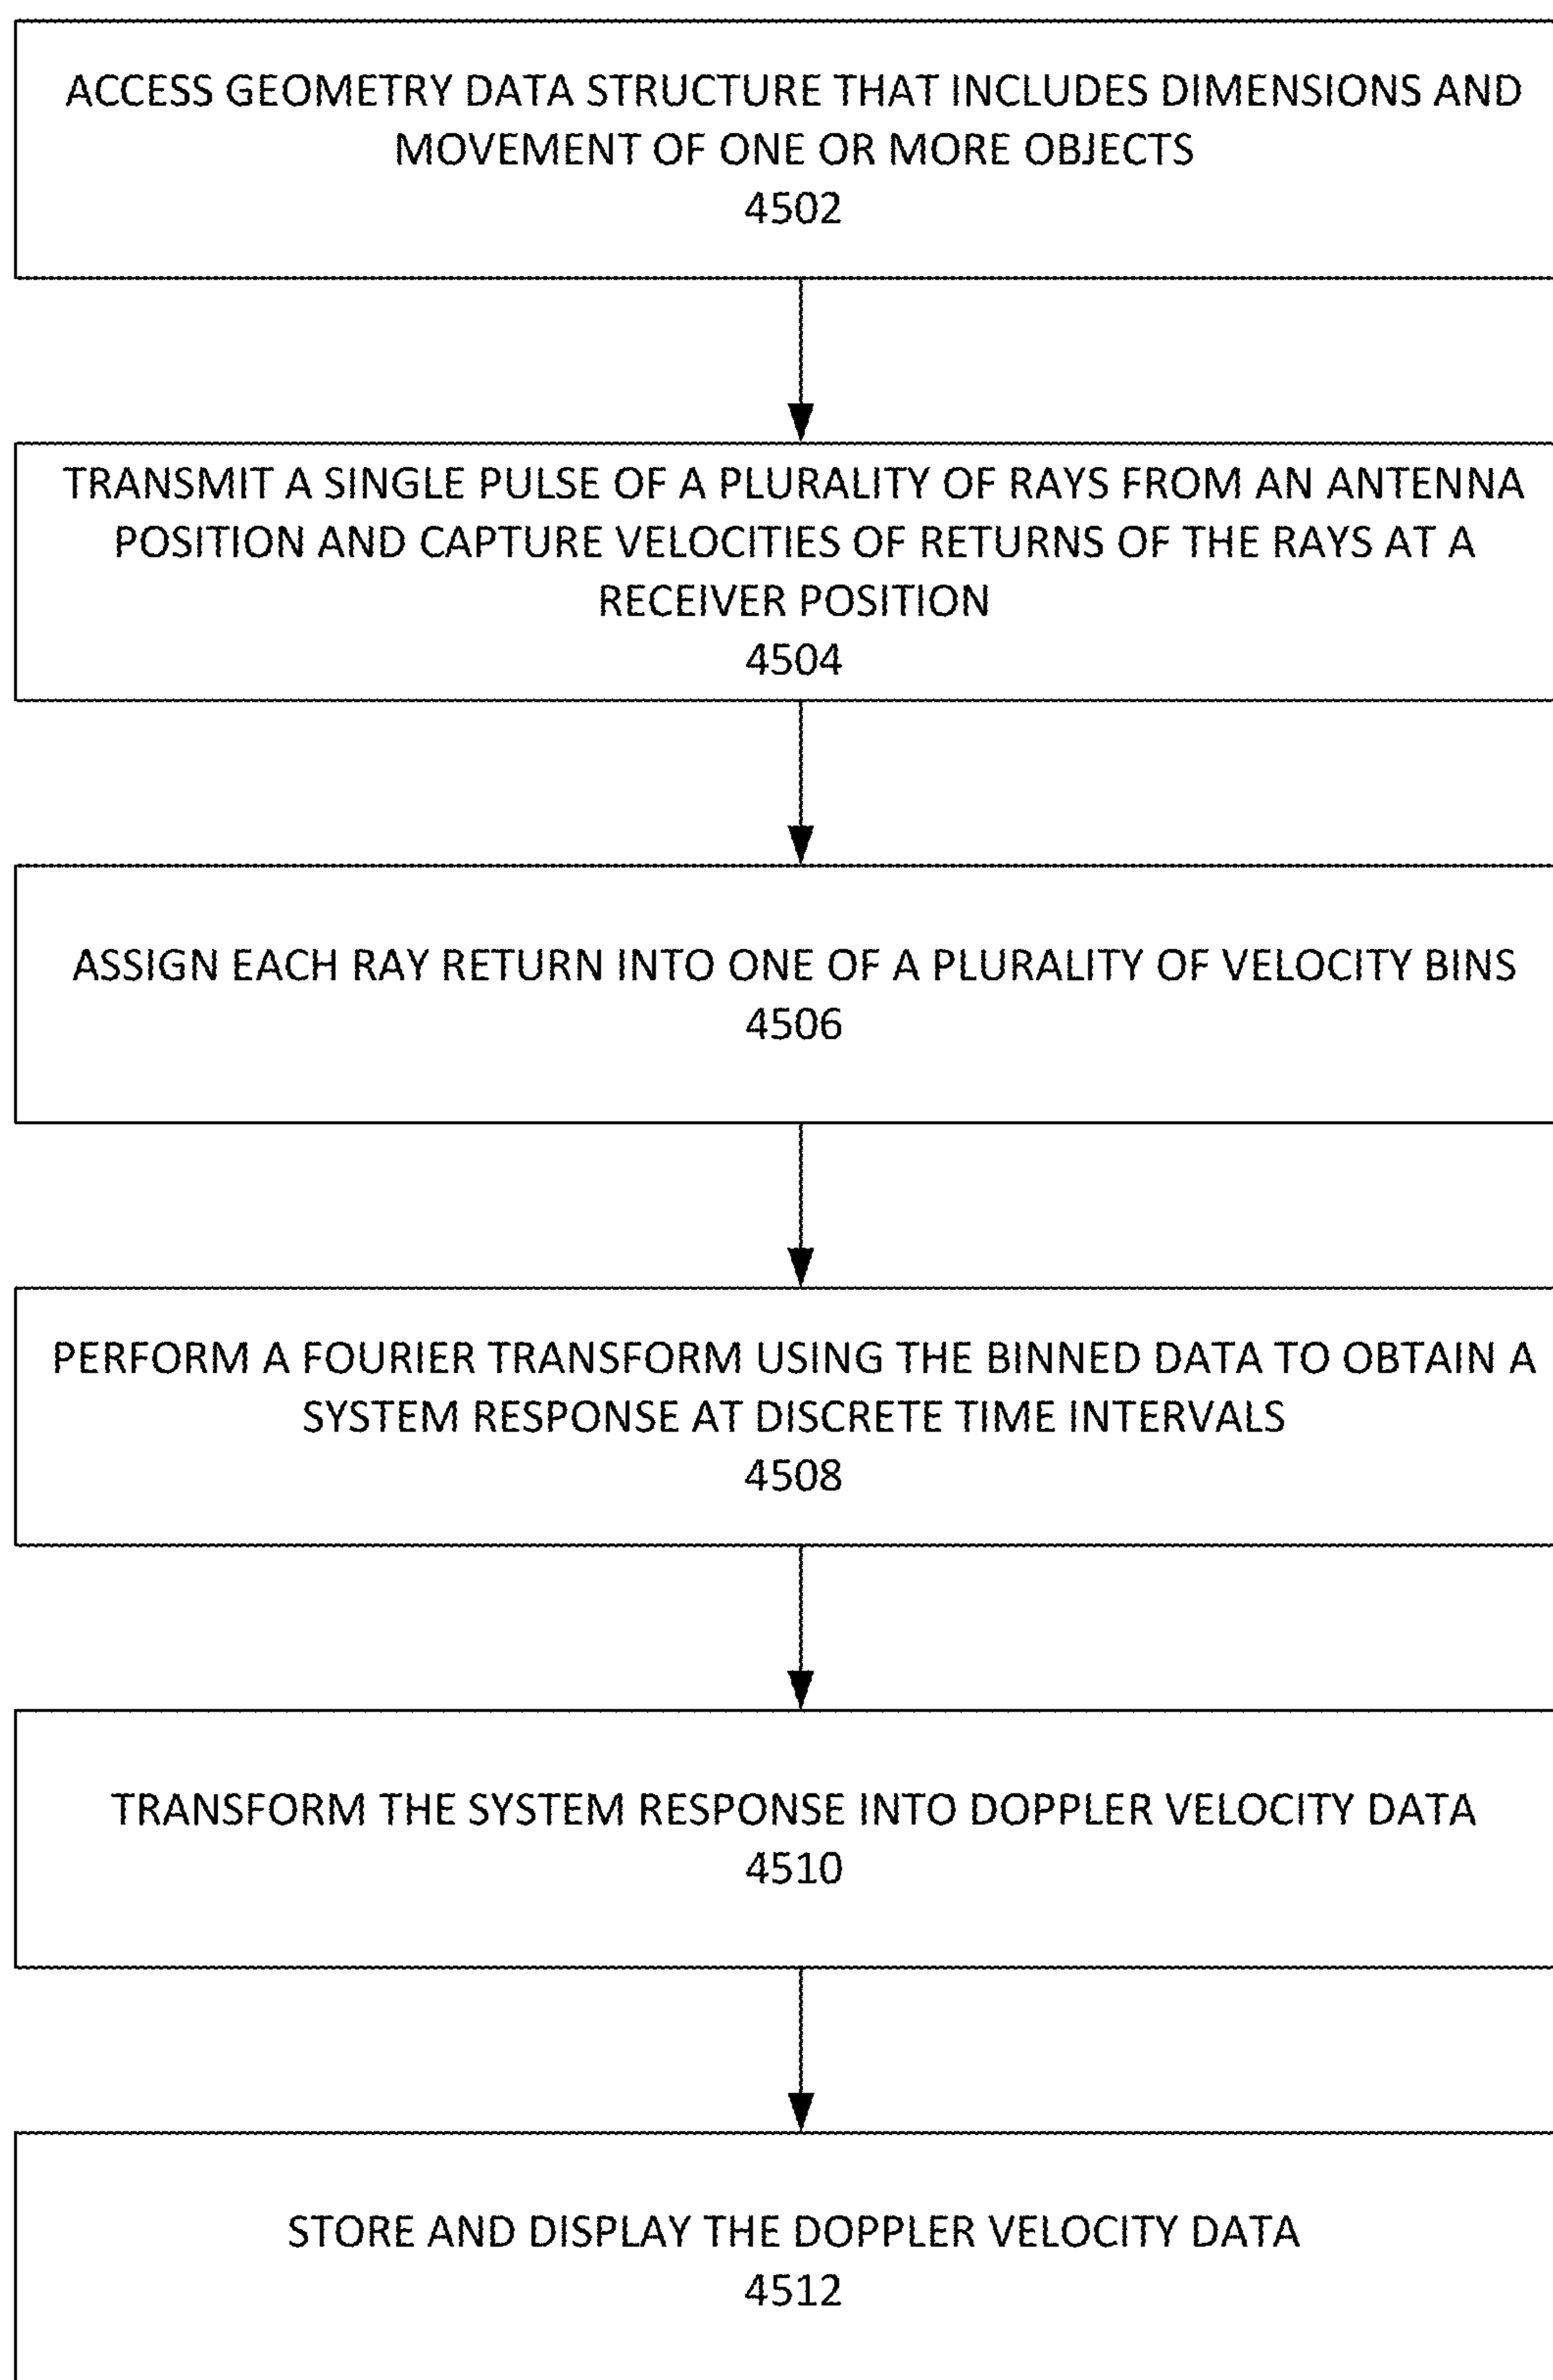 ACCESS GEOMETRY DATA STRUCTURE THAT INCLUDES DIMENSIONS AND
MOVEMENT OF ONE OR MORE OBJECTS
4502
TRANSMIT A SINGLE PULSE OF A PLURALITY OF RAYS FROM AN ANTENNA
POSITION AND CAPTURE VELOCITIES OF RETURNS OF THE RAYS AT A
RECEIVER POSITION
4504
ASSIGN EACH RAY RETURN INTO ONE OF A PLURALITY OF VELOCITY BINS
4506
PERFORM A FOURIER TRANSFORM USING THE BINNED DATA TO OBTAIN A
SYSTEM RESPONSE AT DISCRETE TIME INTERVALS
4508
TRANSFORM THE SYSTEM RESPONSE INTO DOPPLER VELOCITY DATA
4510
STORE AND DISPLAY THE DOPPLER VELOCITY DATA
4512